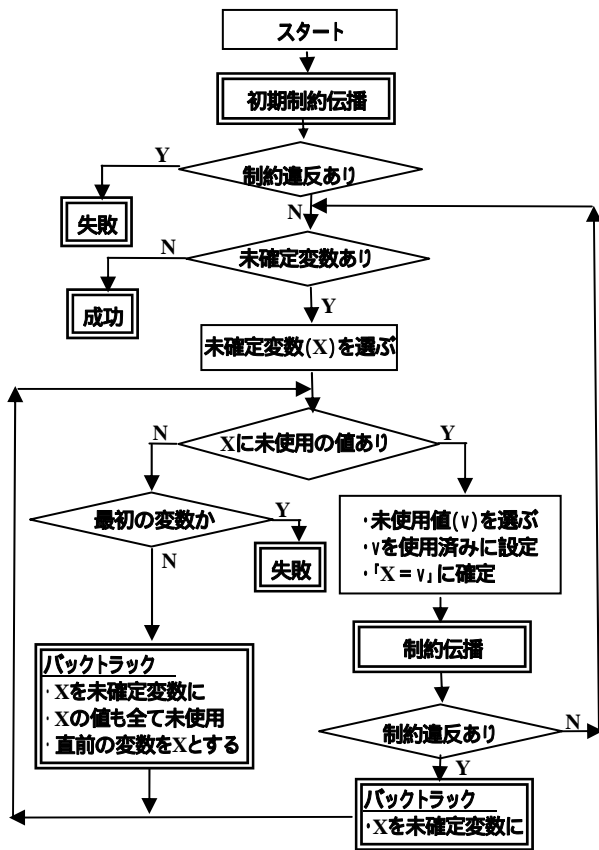 スタート
初期制約伝播
Y
制約違反あり
N
失敗
N
未確定変数あり
成功
Y
未確定変数(X)を選ぶ
N
Xに未使用の値あり
Y
最初の変数か
Y
N
失敗
・未使用値(v)を選ぶ
・vを使用済みに設定
・「X=v」に確定
制約伝播
バックトラック
・Xを未確定変数に
・Xの値も全て未使用
・直前の変数をXとする
制約違反あり
N
Y
バックトラック
・Xを未確定変数に